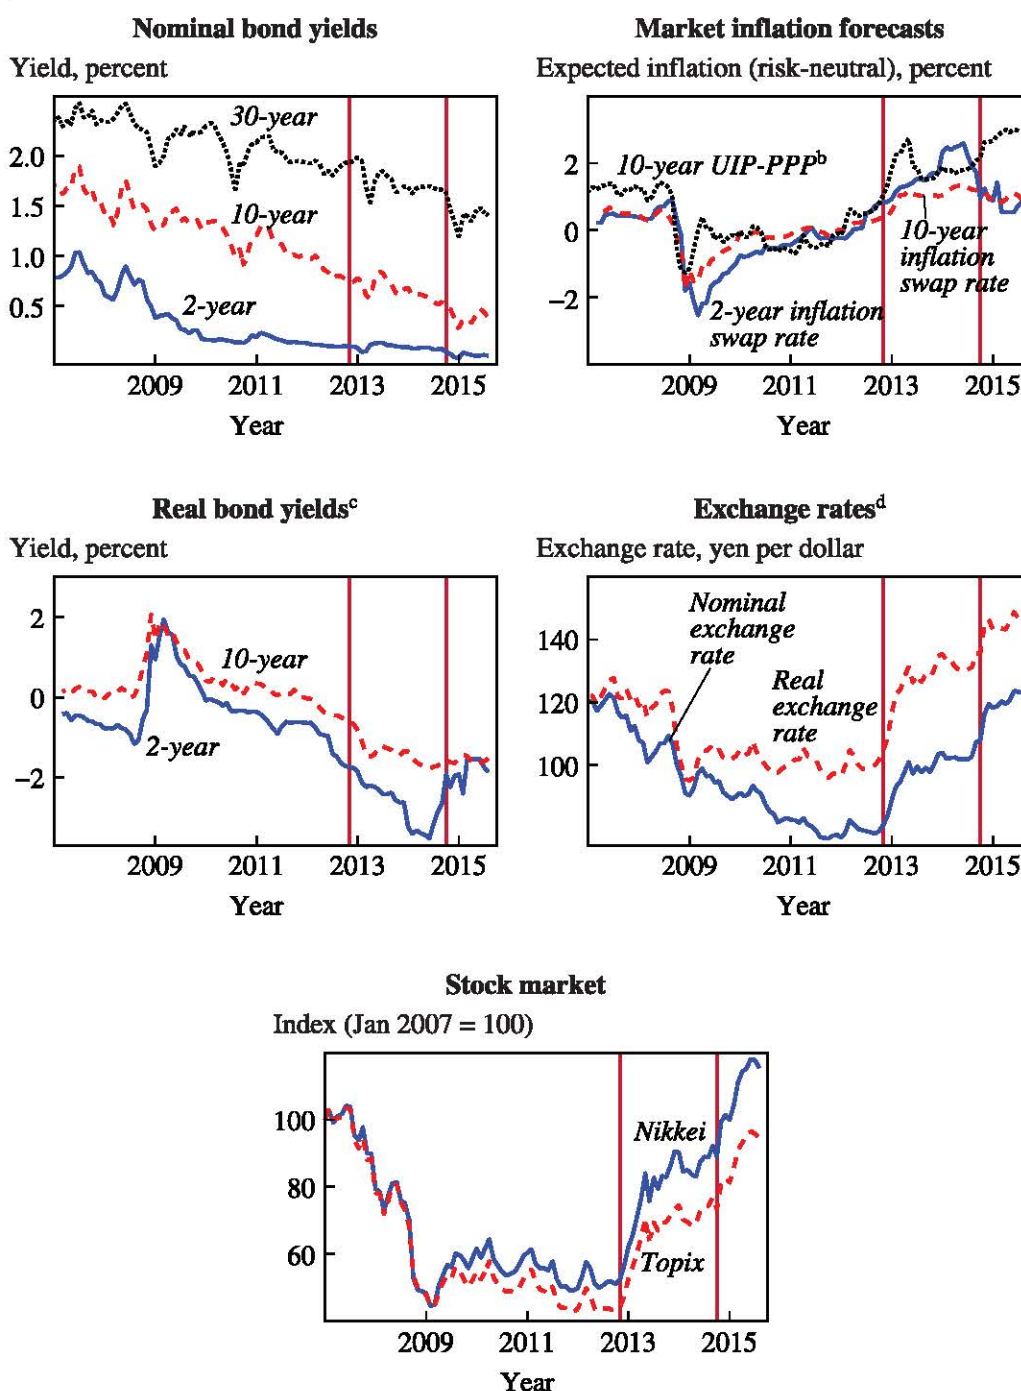 Nominal bond yields
Yield, percent
30-year
10-year
2-year
2.0
1.5
1.0
0.5
2009 2011 2013 2015
Year
Market inflation forecasts
Expected inflation (risk-neutral), percent
10-year UIP-PPPᵇ
10-year
inflation
swap rate
2-year inflation
swap rate
2
0
−2
2009 2011 2013 2015
Year
Real bond yieldsᶜ
Yield, percent
10-year
2-year
2
0
−2
2009 2011 2013 2015
Year
Exchange ratesᵈ
Exchange rate, yen per dollar
Nominal
exchange
rate
Real
exchange
rate
140
120
100
2009 2011 2013 2015
Year
Stock market
Index (Jan 2007 = 100)
Nikkei
Topix
100
80
60
2009 2011 2013 2015
Year